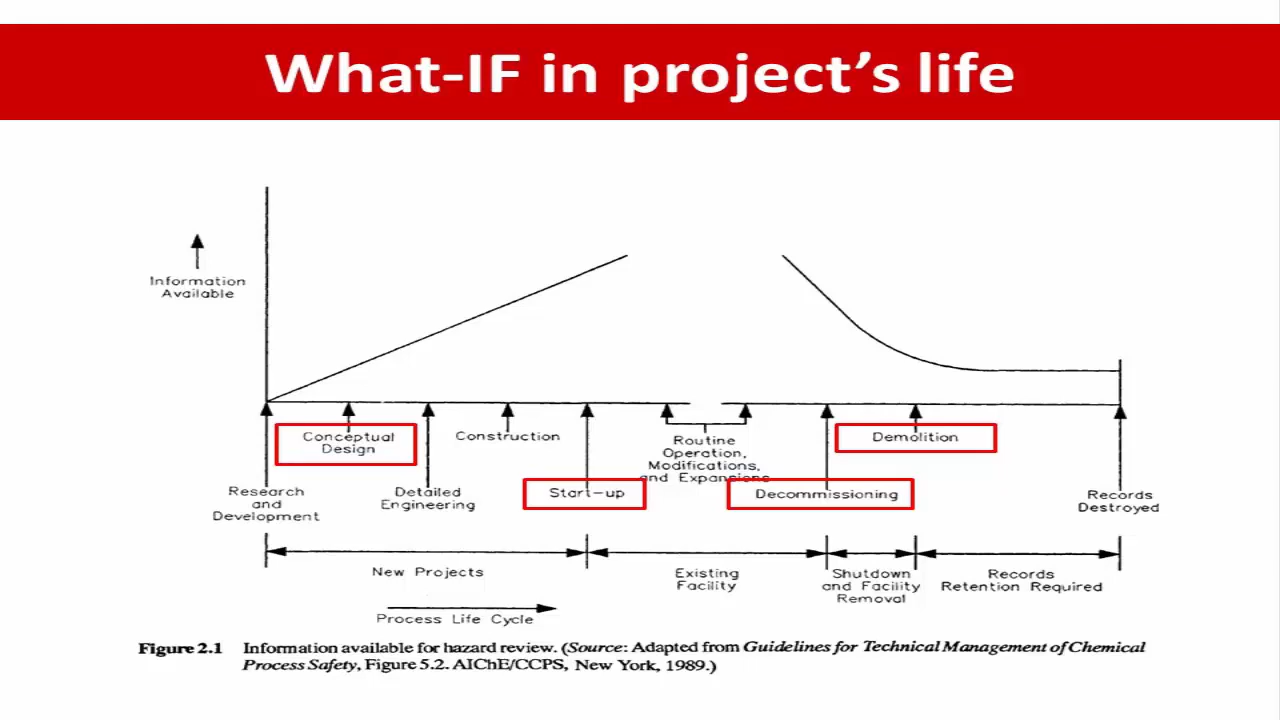 What-IF in project's life
Information
Available
Conceptual
Design
Construction
Routine
Operation,
Modifications,
and Expansions
Demolition
Research
and
Development
Detailed
Engineering
Start-up
Decommissioning
Records
Destroyed
New Projects
Existing
Facility
Shutdown
and Facility
Removal
Records
Retention Required
Process Life Cycle
Figure 2.1 Information available for hazard review. (Source: Adapted from Guidelines for Technical Management of Chemical
Process Safety, Figure 5.2. AIChE/CCPS, New York, 1989.)